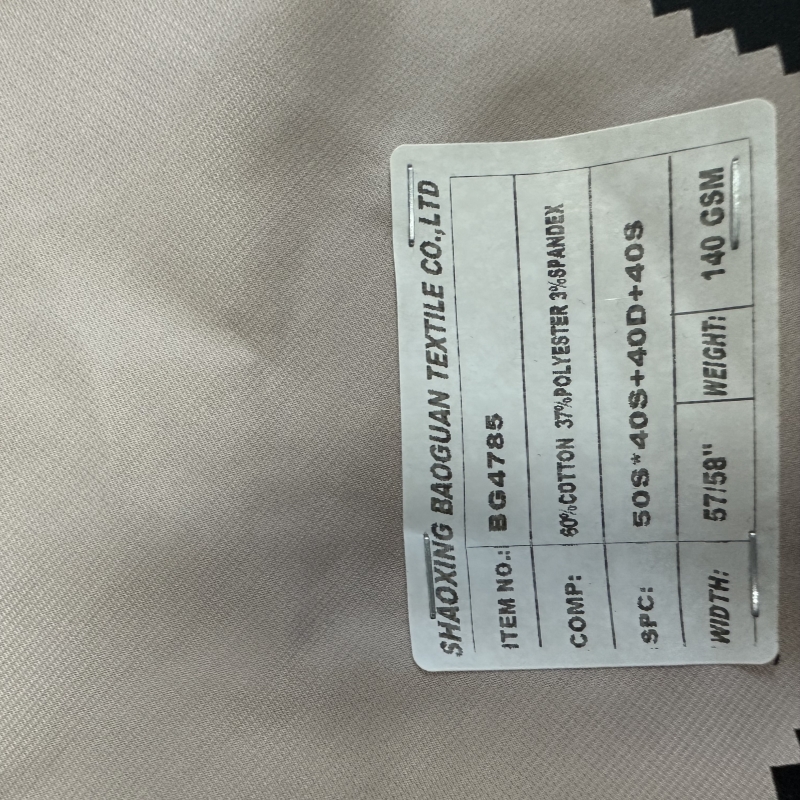 SHAOXING BAOGUAN TEXTILE CO.,LTD
ITEM NO.: BG4785
COMP: 60%COTTON 37%POLYESTER 3%SPANDEX
SPC: 50S*40S+40D+40S
WIDTH: 57/58" WEIGHT: 140 GSM